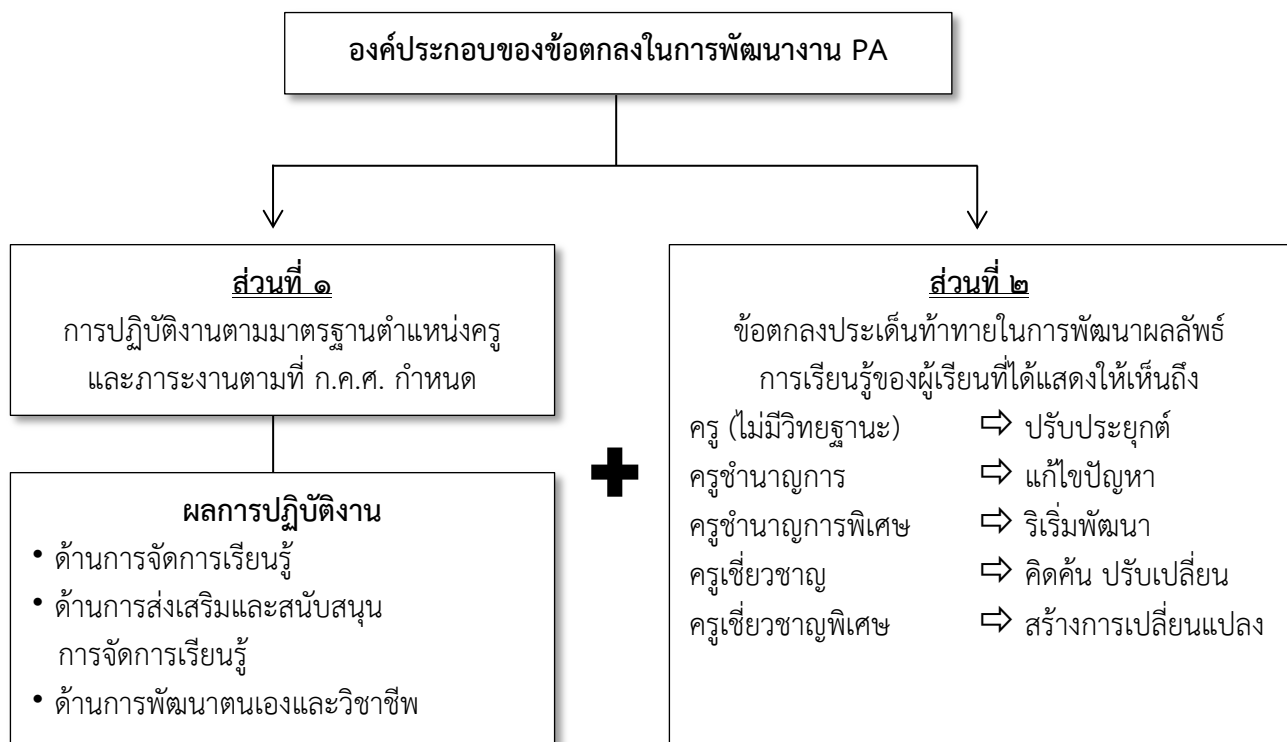 องค์ประกอบของข้อตกลงในการพัฒนางาน PA
ส่วนที่ ๑
การปฏิบัติงานตามมาตรฐานตำแหน่งครู
และภาระงานตามที่ ก.ค.ศ. กำหนด
ผลการปฏิบัติงาน
• ด้านการจัดการเรียนรู้
• ด้านการส่งเสริมและสนับสนุน
การจัดการเรียนรู้
• ด้านการพัฒนาตนเองและวิชาชีพ
ส่วนที่ ๒
ข้อตกลงประเด็นท้าทายในการพัฒนาผลลัพธ์
การเรียนรู้ของผู้เรียนที่ได้แสดงให้เห็นถึง
ครู (ไม่มีวิทยฐานะ) ⇨ ปรับประยุกต์
ครูชำนาญการ ⇨ แก้ไขปัญหา
ครูชำนาญการพิเศษ ⇨ ริเริ่มพัฒนา
ครูเชี่ยวชาญ ⇨ คิดค้น ปรับเปลี่ยน
ครูเชี่ยวชาญพิเศษ ⇨ สร้างการเปลี่ยนแปลง